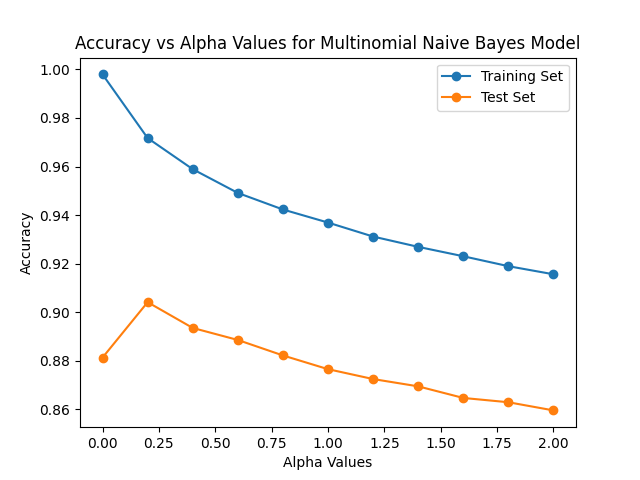 Accuracy vs Alpha Values for Multinomial Naive Bayes Model
Training Set
Test Set
Accuracy
1.00
0.98
0.96
0.94
0.92
0.90
0.88
0.86
0.00 0.25 0.50 0.75 1.00 1.25 1.50 1.75 2.00
Alpha Values